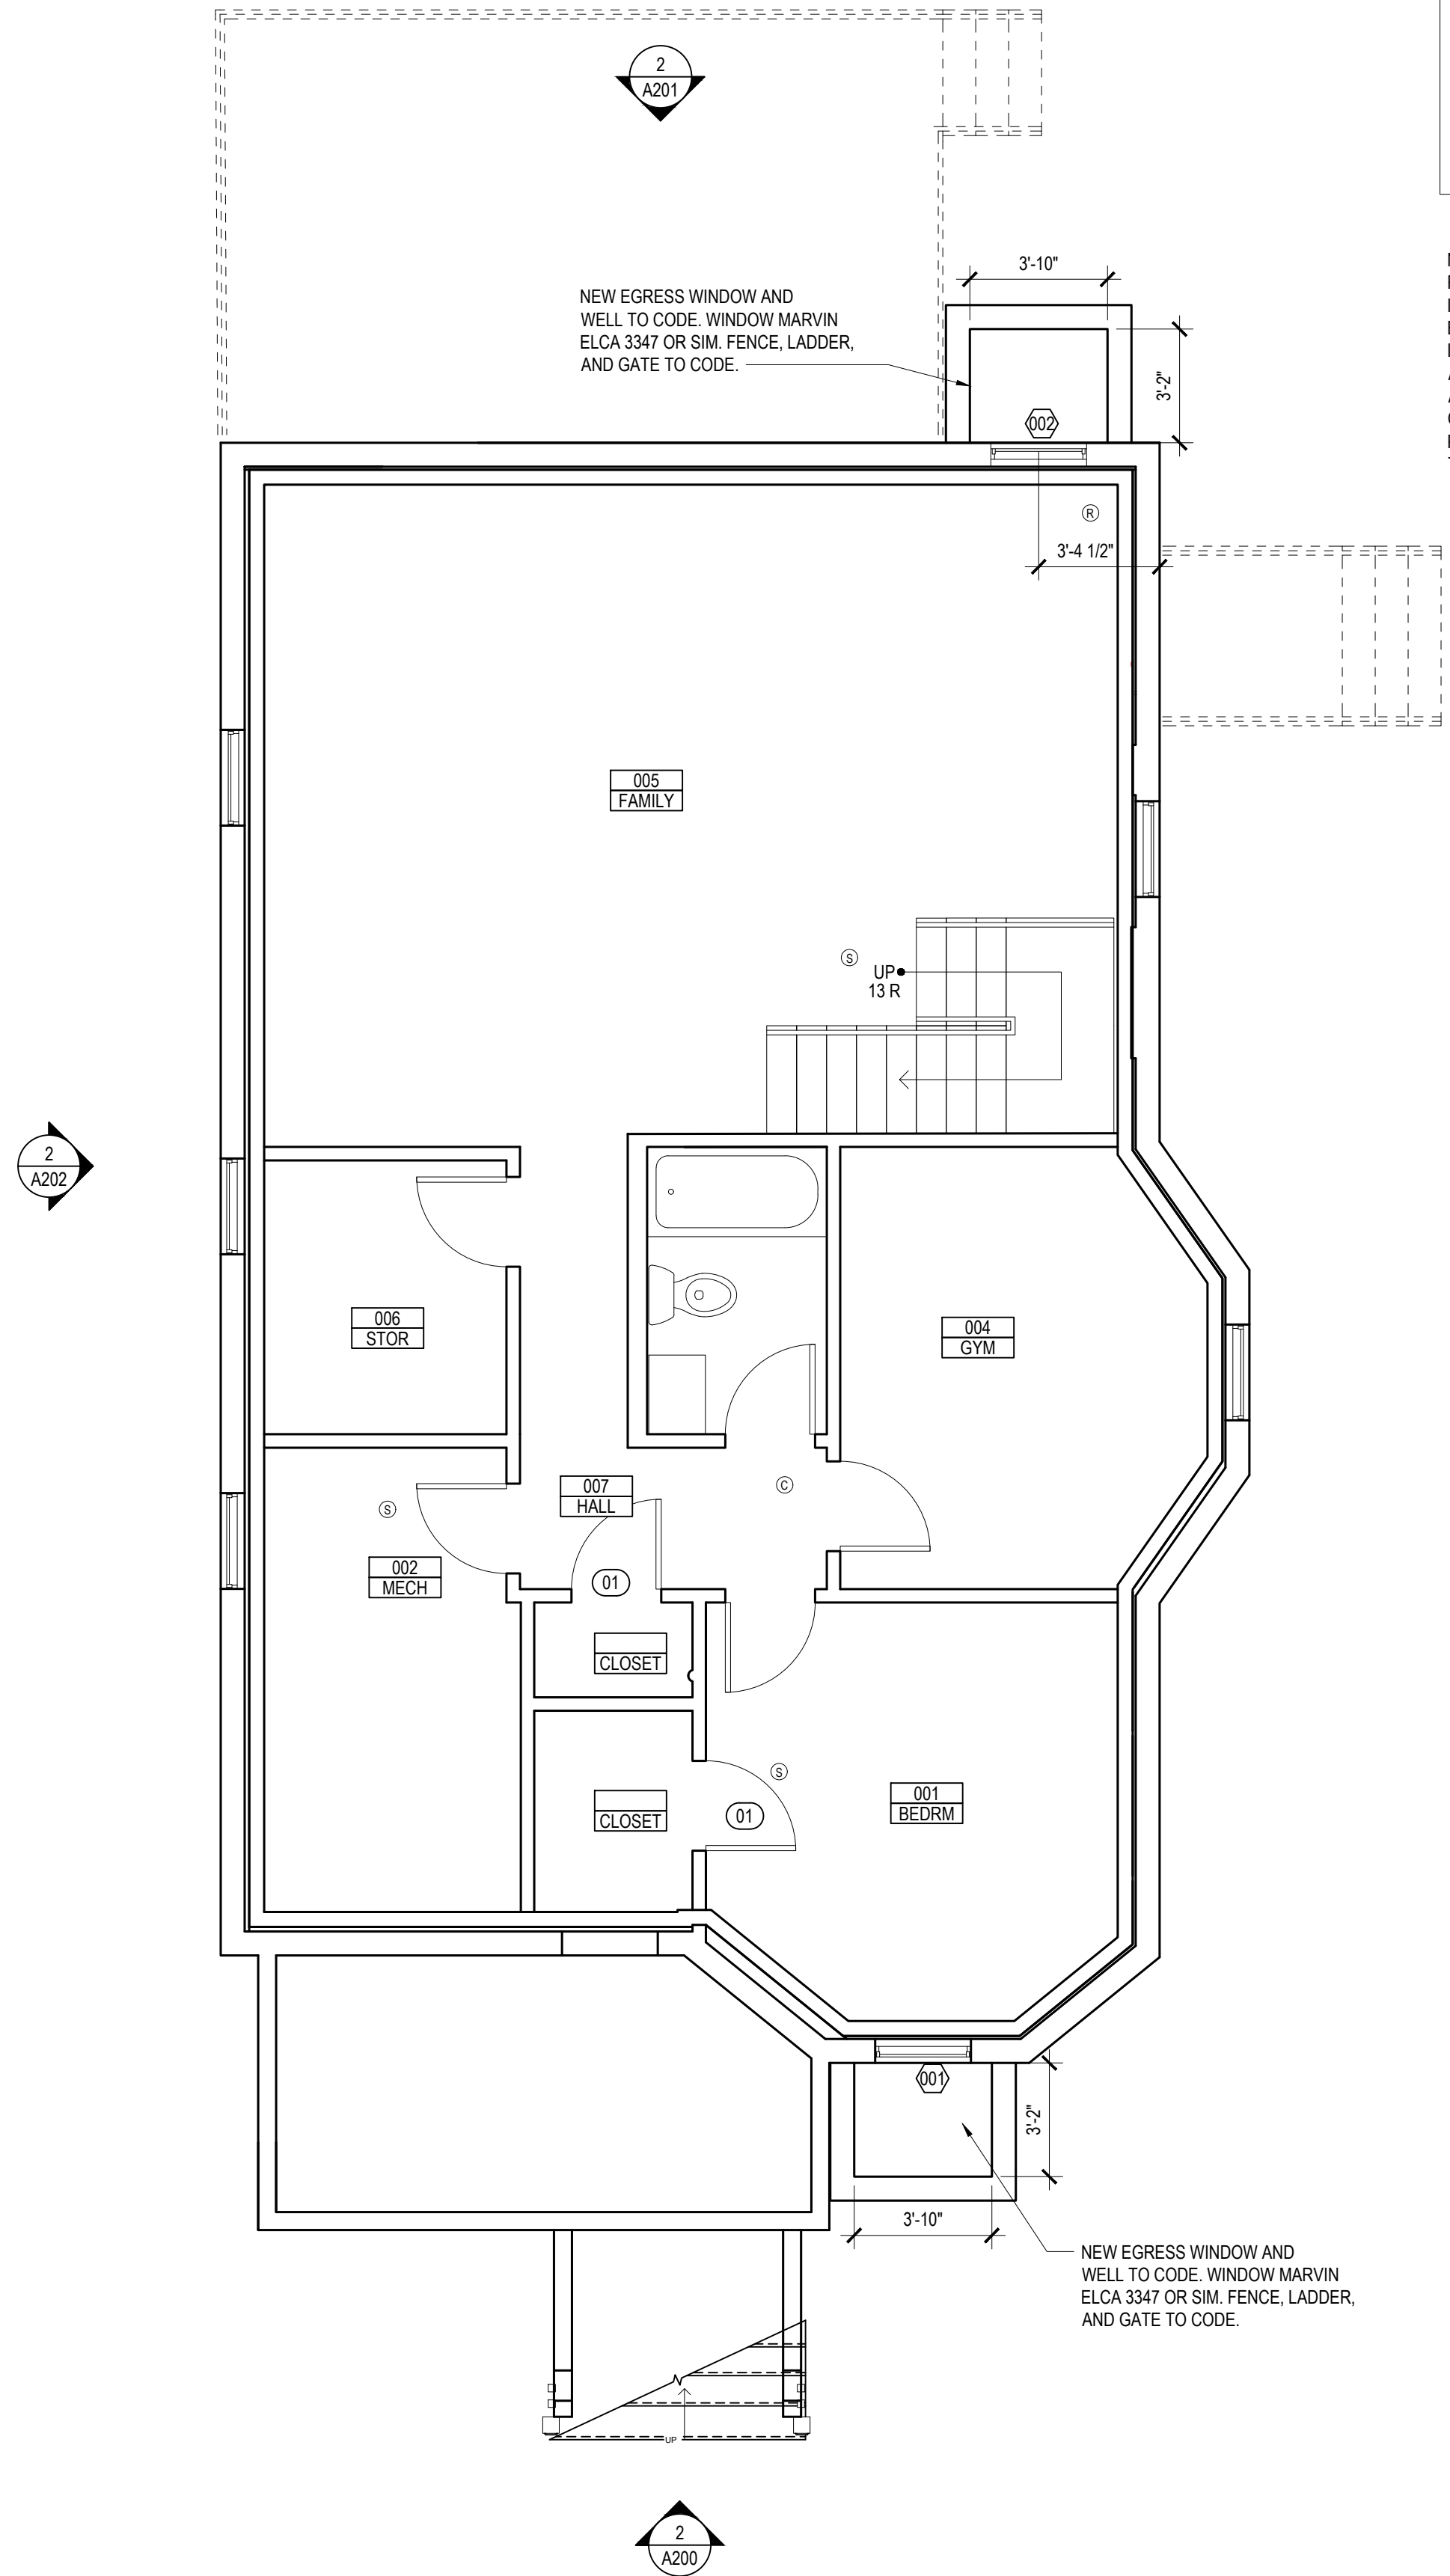 2
A201
3'-10"
NEW EGRESS WINDOW AND
WELL TO CODE. WINDOW MARVIN
ELCA 3347 OR SIM. FENCE, LADDER,
AND GATE TO CODE.
3'-2"
002
R
3'-4 1/2"
005
FAMILY
S
UP
13 R
2
A202
006
STOR
004
GYM
007
HALL
C
S
002
MECH
01
CLOSET
S
001
BEDRM
CLOSET
01
001
3'-2"
3'-10"
NEW EGRESS WINDOW AND
WELL TO CODE. WINDOW MARVIN
ELCA 3347 OR SIM. FENCE, LADDER,
AND GATE TO CODE.
UP
2
A200